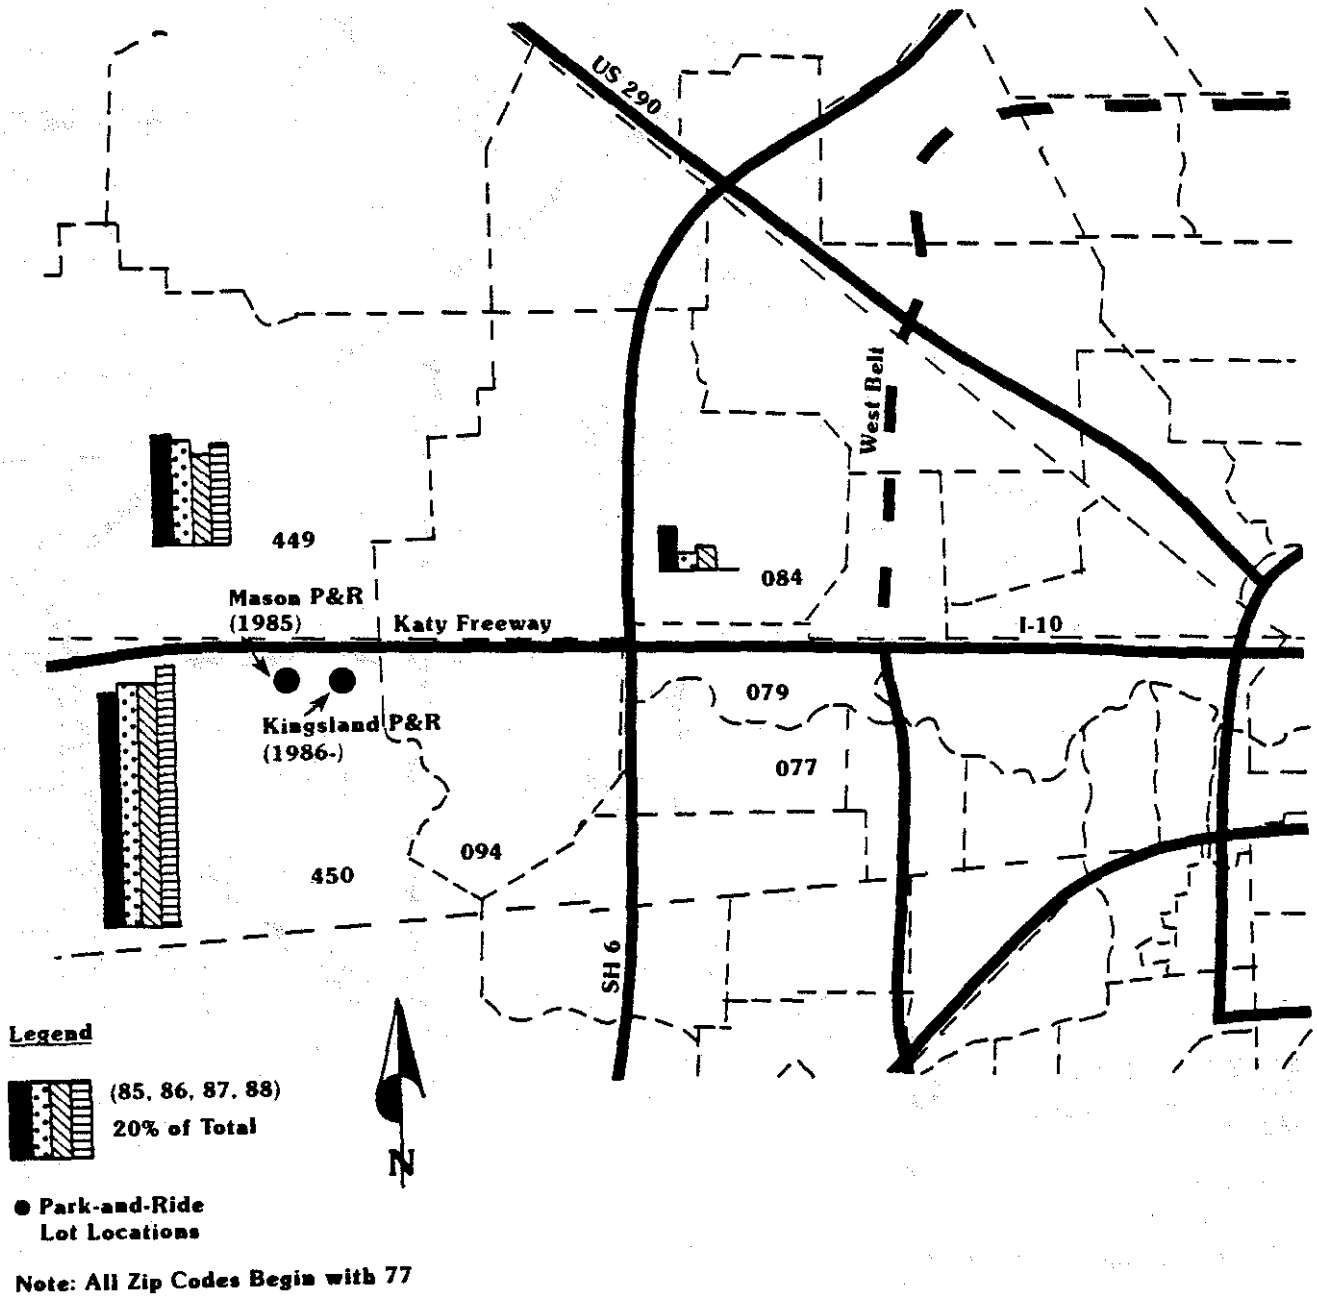 US 290
West Belt
449
084
Mason P&R
(1985)
Katy Freeway
I-10
079
Kingsland P&R
(1986-)
077
094
450
SH 6
Legend
(85, 86, 87, 88)
20% of Total
Park-and-Ride
Lot Locations
N
Note: All Zip Codes Begin with 77